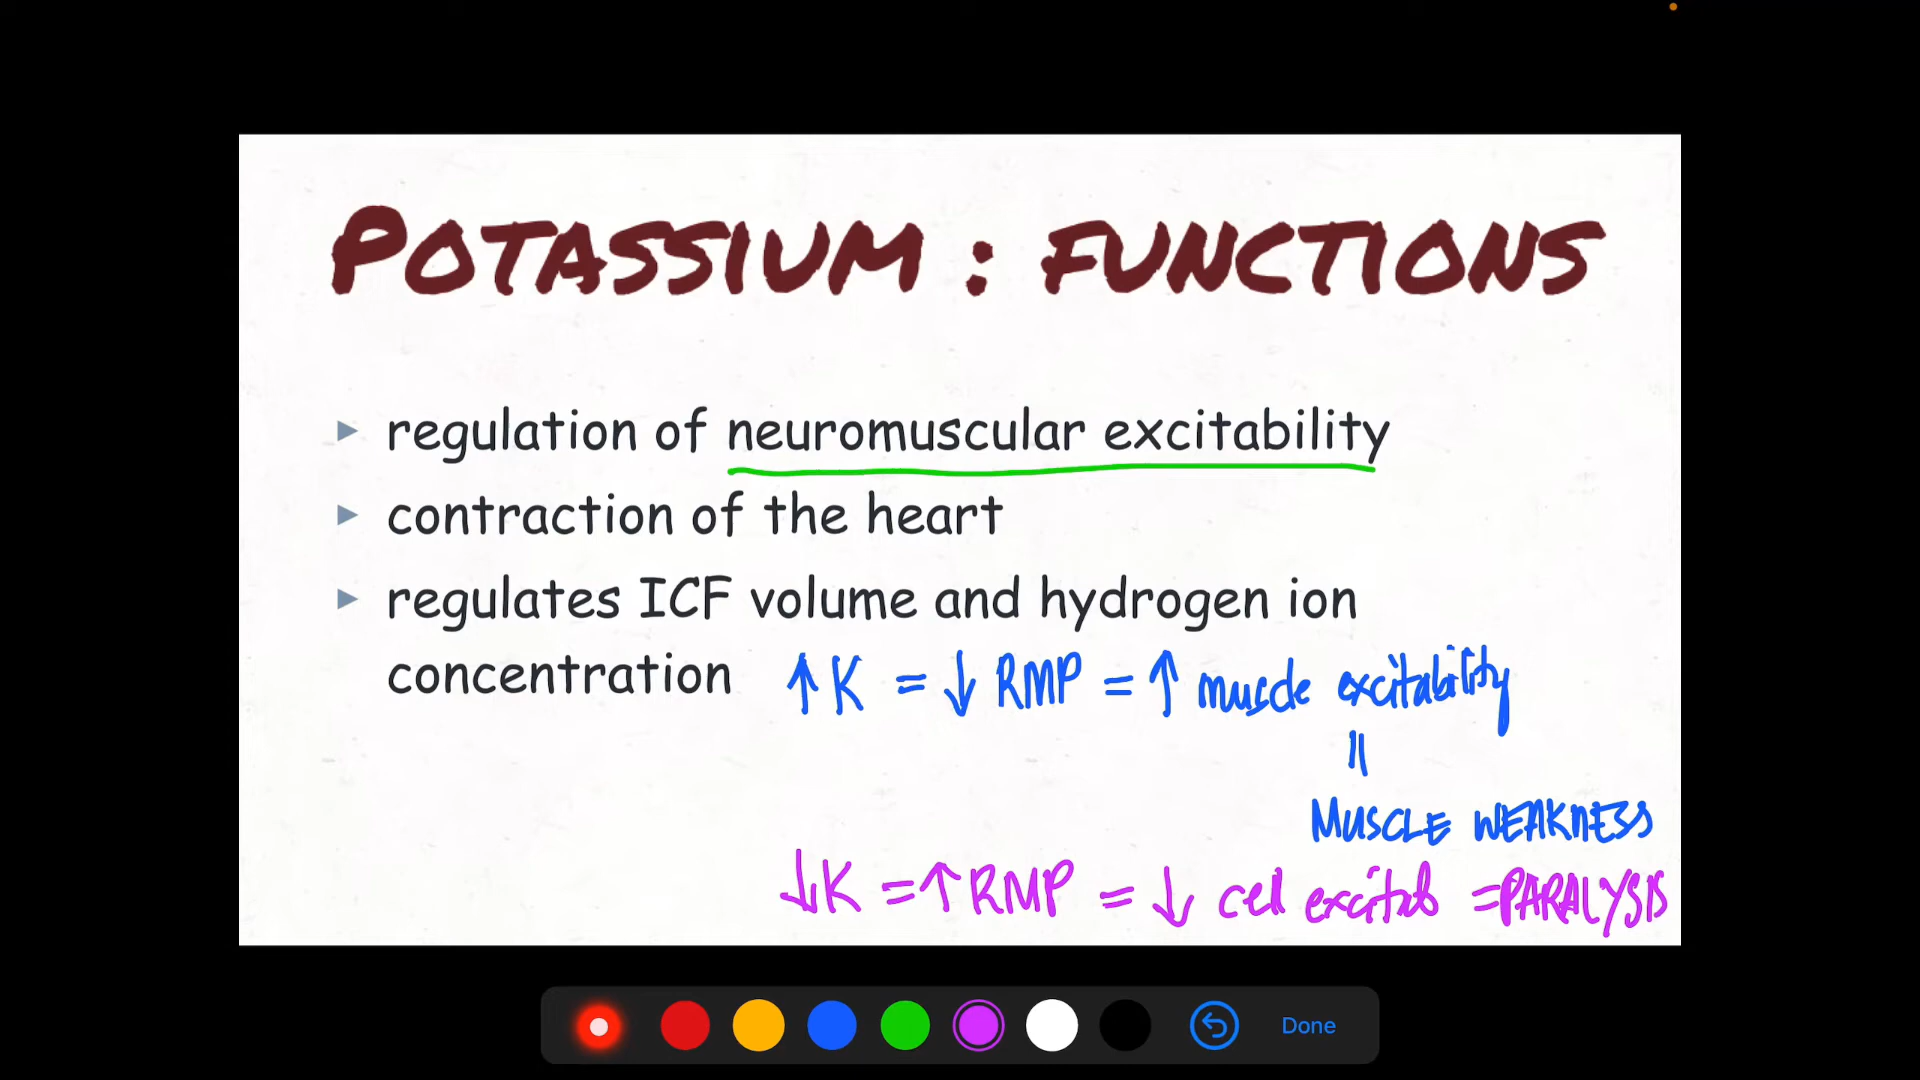 POTASSIUM : FUNCTIONS
▸ regulation of neuromuscular excitability
▸ contraction of the heart
▸ regulates ICF volume and hydrogen ion
concentration ↑ K = ↓ RMP = ↑ muscle excitability
=
MUSCLE WEAKNESS
↓K = ↑ RMP = ↓ cell excitab = PARALYSIS
Done